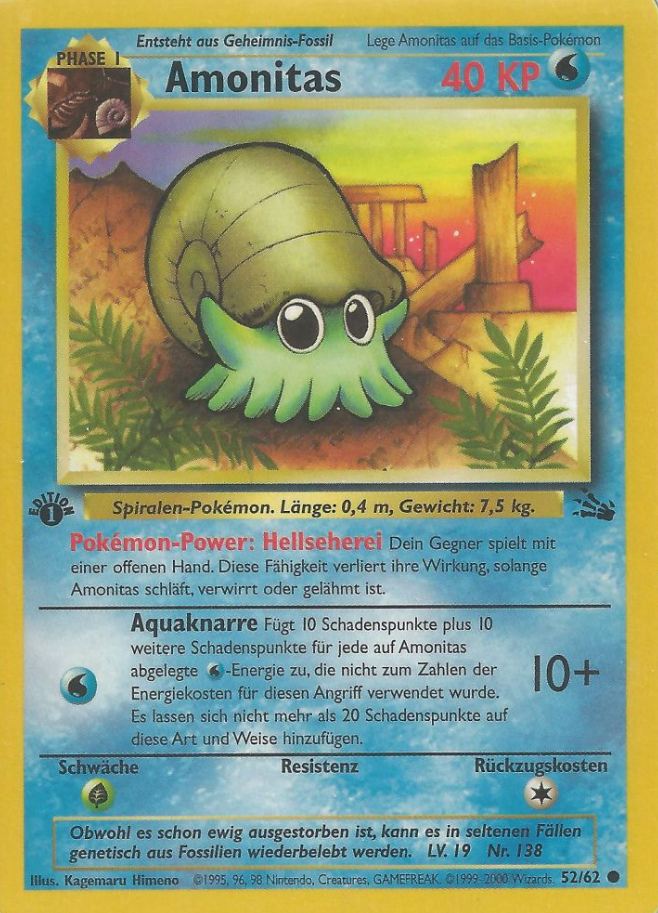 Entsteht aus Geheimnis-Fossil Lege Amonitas auf das Basis-Pokémon
PHASE 1
Amonitas 40 KP
EDITION
1
Spiralen-Pokémon. Länge: 0,4 m, Gewicht: 7,5 kg.
Pokémon-Power: Hellseherei Dein Gegner spielt mit
einer offenen Hand. Diese Fähigkeit verliert ihre Wirkung, solange
Amonitas schläft, verwirrt oder gelähmt ist.
Aquaknarre Fügt 10 Schadenspunkte plus 10
weitere Schadenspunkte für jede auf Amonitas
abgelegte -Energie zu, die nicht zum Zahlen der
Energiekosten für diesen Angriff verwendet wurde.
Es lassen sich nicht mehr als 20 Schadenspunkte auf
diese Art und Weise hinzufügen.
10+
Schwäche Resistenz Rückzugskosten
Obwohl es schon ewig ausgestorben ist, kann es in seltenen Fällen
genetisch aus Fossilien wiederbelebt werden. LV. 19 Nr. 138
Illus. Kagemaru Himeno ©1995, 96, 98 Nintendo, Creatures, GAMEFREAK. ©1999-2000 Wizards. 52/62